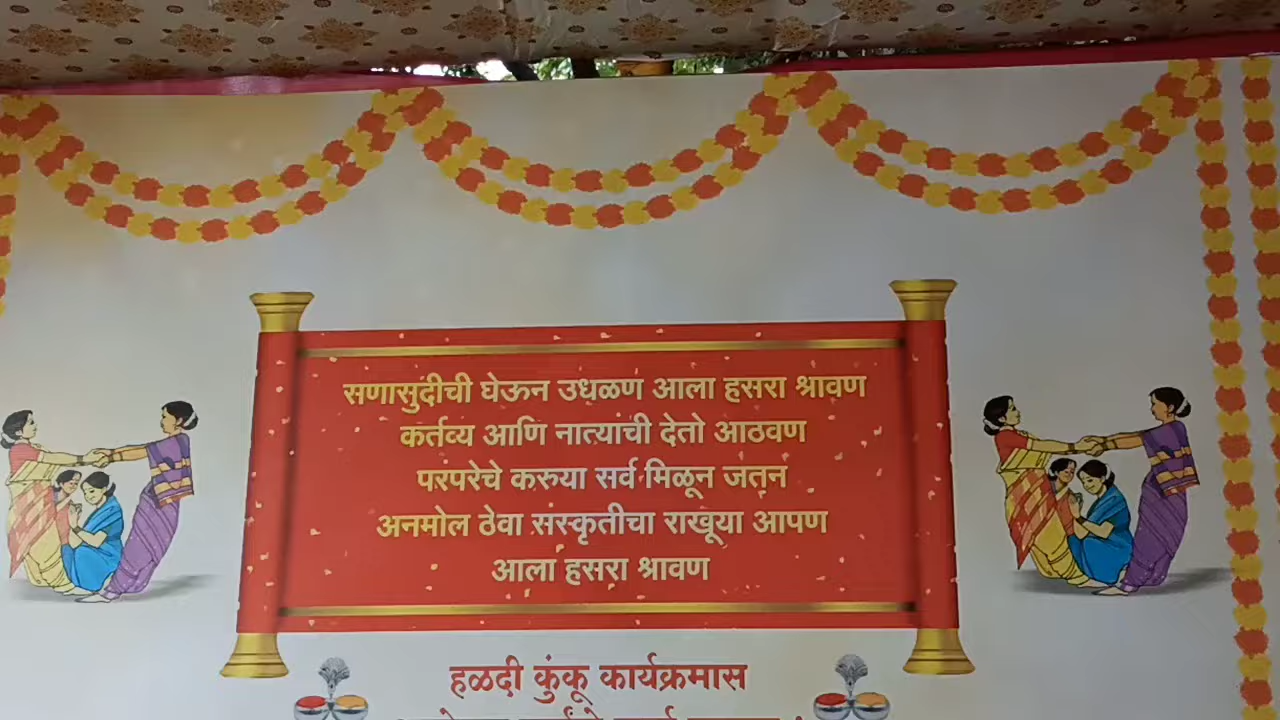 सणासुदीची घेऊन उधळण आला हसरा श्रावण
कर्तव्य आणि नात्यांची देतो आठवण
परंपरेचे करुया सर्व मिळून जतन
अनमोल ठेवा संस्कृतीचा राखूया आपण
आला हसरा श्रावण
हळदी कुंकू कार्यक्रमास